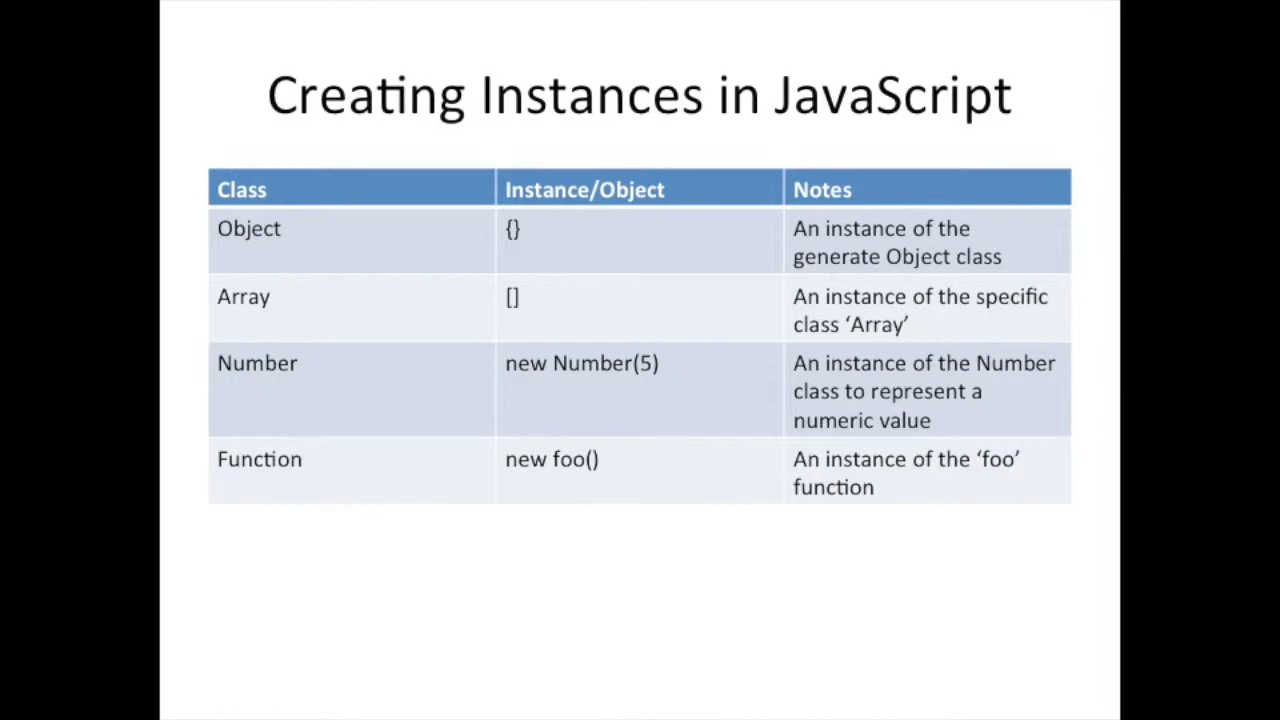 Creating Instances in JavaScript
Class Instance/Object Notes
Object {} An instance of the
generate Object class
Array [] An instance of the specific
class ‘Array’
Number new Number(5) An instance of the Number
class to represent a
numeric value
Function new foo() An instance of the ‘foo’
function